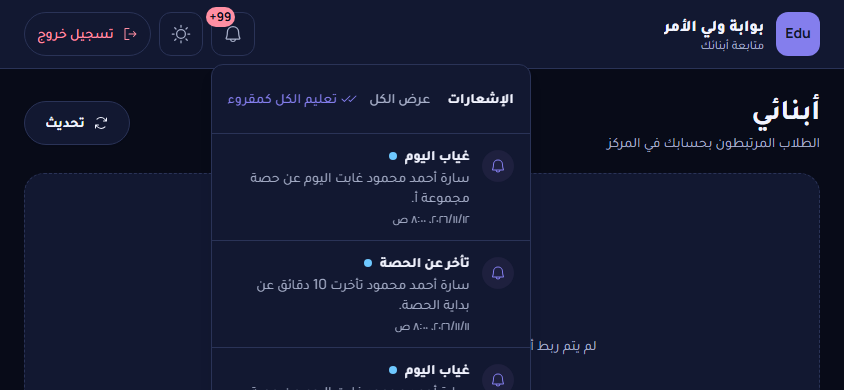 Edu
بوابة ولي الأمر
متابعة أبنائك
+99
تسجيل خروج
أبنائي
الطلاب المرتبطون بحسابك في المركز
تحديث
الإشعارات
عرض الكل
تعليم الكل كمقروء
غياب اليوم
سارة أحمد محمود غابت اليوم عن حصة
مجموعة أ.
١٢‏/١١‏/٢٠٢٦، ٨:٠٠ ص
تأخر عن الحصة
سارة أحمد محمود تأخرت 10 دقائق عن
بداية الحصة.
١١‏/١١‏/٢٠٢٦، ٨:٠٠ ص
غياب اليوم
لم يتم ربط